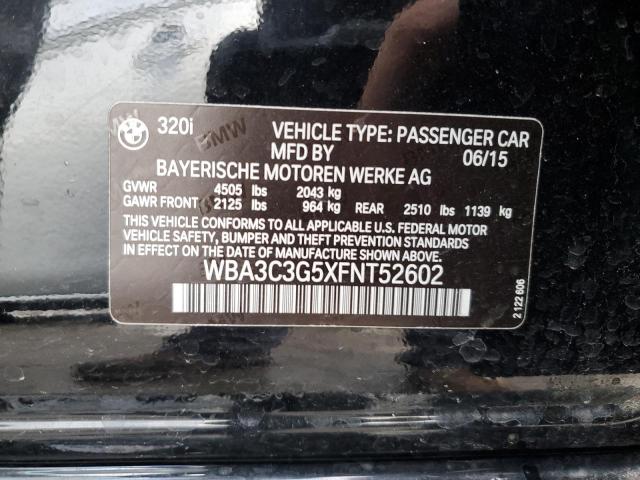 320i
VEHICLE TYPE: PASSENGER CAR
MFD BY 06/15
BAYERISCHE MOTOREN WERKE AG
GVWR 4505 lbs 2043 kg
GAWR FRONT 2125 lbs 964 kg REAR 2510 lbs 1139 kg
THIS VEHICLE CONFORMS TO ALL APPLICABLE U.S. FEDERAL MOTOR
VEHICLE SAFETY, BUMPER AND THEFT PREVENTION STANDARDS
IN EFFECT ON THE DATE OF MANUFACTURE SHOWN ABOVE.
WBA3C3G5XFNT52602
2 122 606
BMW